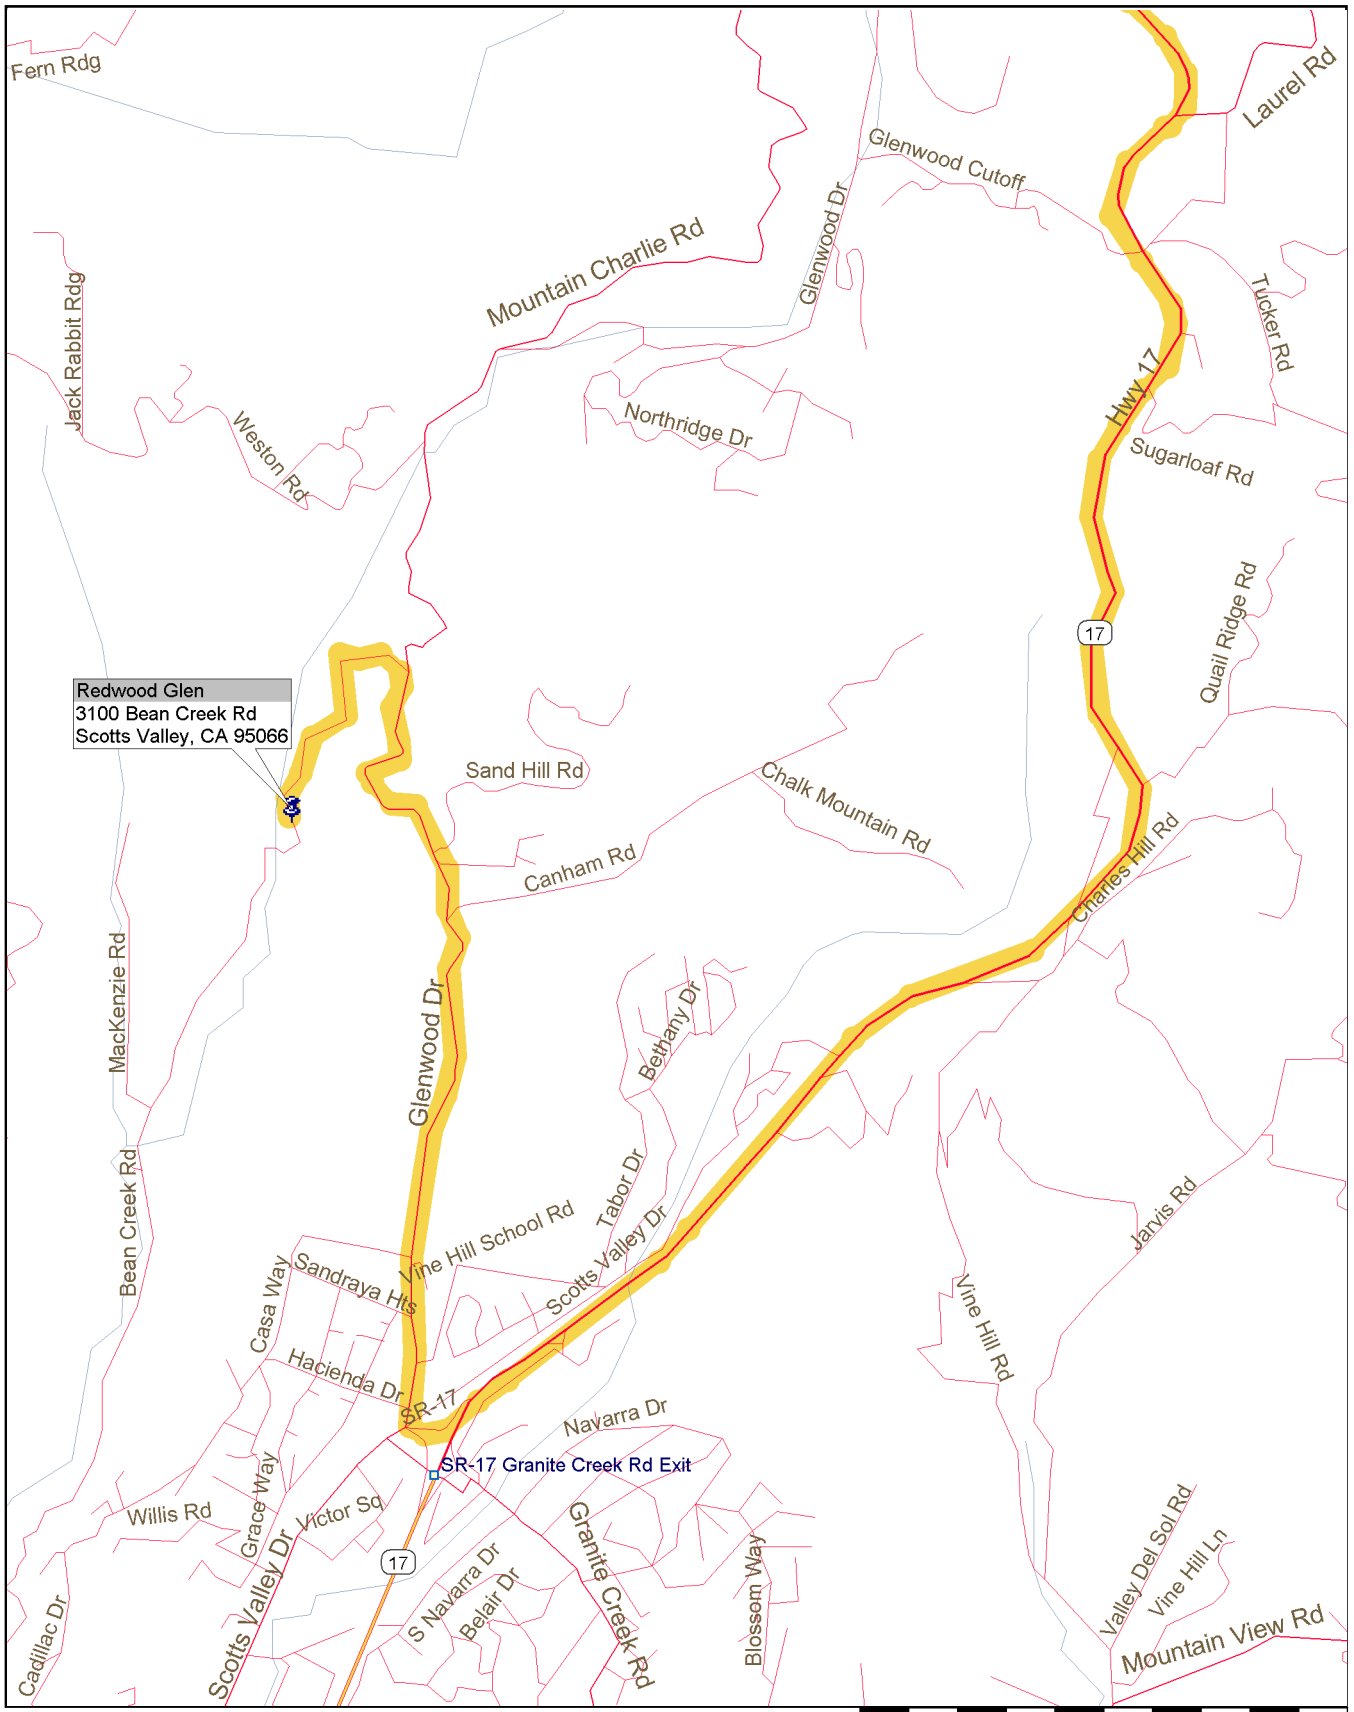 Fern Rdg
Laurel Rd
Glenwood Cutoff
Glenwood Dr
Mountain Charlie Rd
Jack Rabbit Rdg
Tucker Rd
Hwy 17
Weston Rd
Northridge Dr
Sugarloaf Rd
17
Quail Ridge Rd
Redwood Glen
3100 Bean Creek Rd
Scotts Valley, CA 95066
Sand Hill Rd
Chalk Mountain Rd
Canham Rd
Charles Hill Rd
MacKenzie Rd
Glenwood Dr
Bethany Dr
Bean Creek Rd
Tabor Dr
Jarvis Rd
Vine Hill School Rd
Scotts Valley Dr
Casa Way
Sandraya Hts
Vine Hill Rd
Hacienda Dr
SR-17
Navarra Dr
SR-17 Granite Creek Rd Exit
Grace Way
Willis Rd
Victor Sq
Granite Creek Rd
Valley Del Sol Rd
Vine Hill Ln
17
Scotts Valley Dr
S Navarra Dr
Belair Dr
Blossom Way
Cadillac Dr
Mountain View Rd